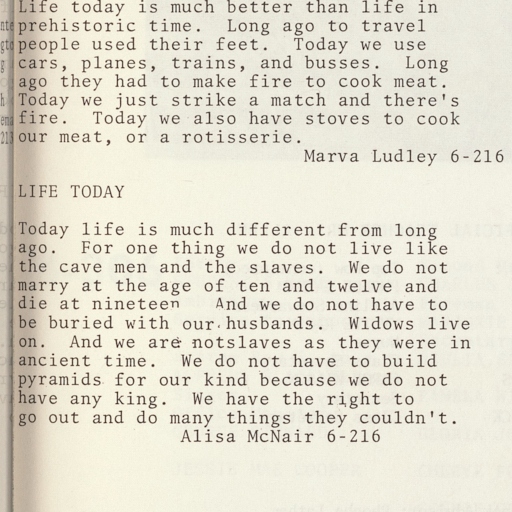 Life today is much better than life in
prehistoric time. Long ago to travel
people used their feet. Today we use
cars, planes, trains, and busses. Long
ago they had to make fire to cook meat.
Today we just strike a match and there's
fire. Today we also have stoves to cook
our meat, or a rotisserie.
Marva Ludley 6-216
LIFE TODAY
Today life is much different from long
ago. For one thing we do not live like
the cave men and the slaves. We do not
marry at the age of ten and twelve and
die at nineteen And we do not have to
be buried with our husbands. Widows live
on. And we are notslaves as they were in
ancient time. We do not have to build
pyramids for our kind because we do not
have any king. We have the right to
go out and do many things they couldn't.
Alisa McNair 6-216